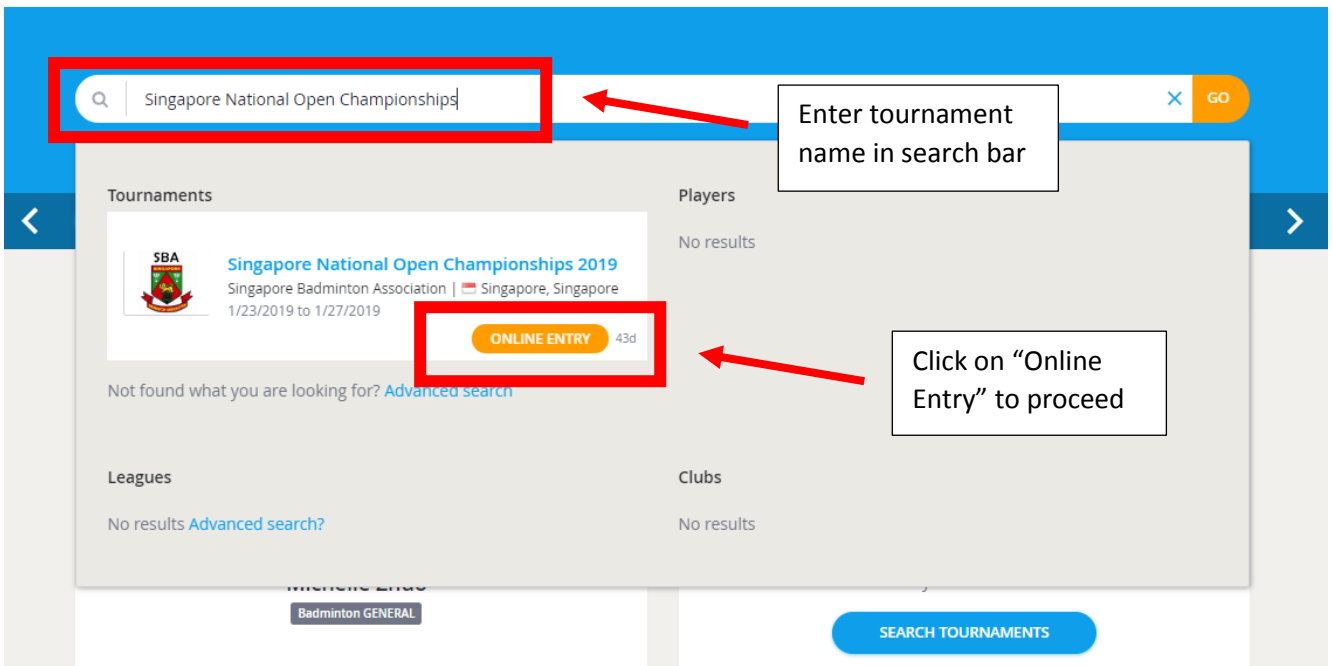 Singapore National Open Championships
GO
Enter tournament
name in search bar
Tournaments
Players
No results
SBA
Singapore National Open Championships 2019
Singapore Badminton Association | Singapore, Singapore
1/23/2019 to 1/27/2019
ONLINE ENTRY 43d
Click on “Online
Entry” to proceed
Not found what you are looking for? Advanced search
Leagues
Clubs
No results Advanced search?
No results
Badminton GENERAL
SEARCH TOURNAMENTS